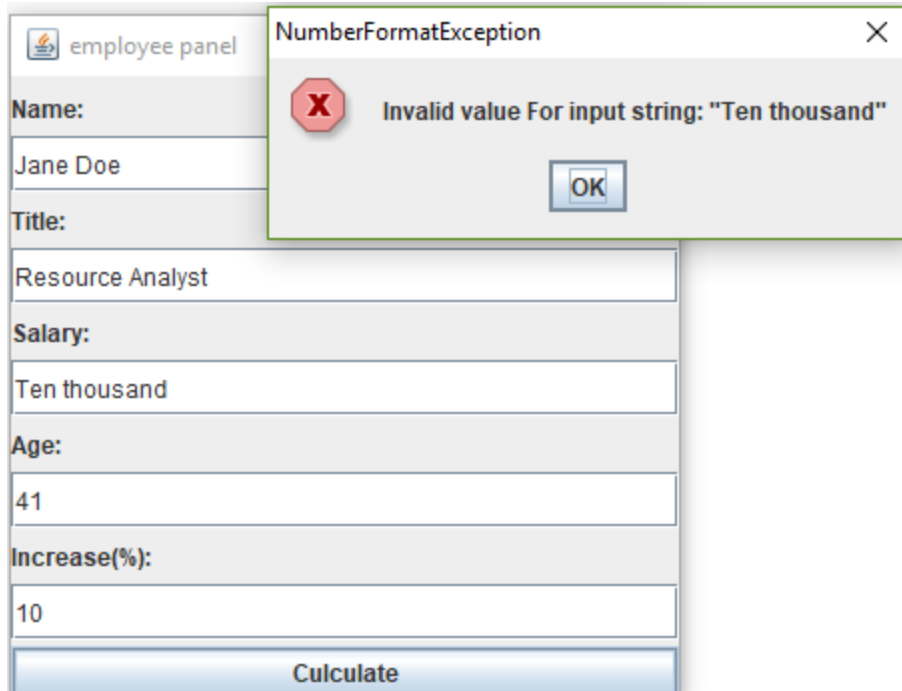 employee panel
NumberFormatException
Invalid value For input string: "Ten thousand"
OK
Name:
Jane Doe
Title:
Resource Analyst
Salary:
Ten thousand
Age:
41
Increase(%):
10
Culculate